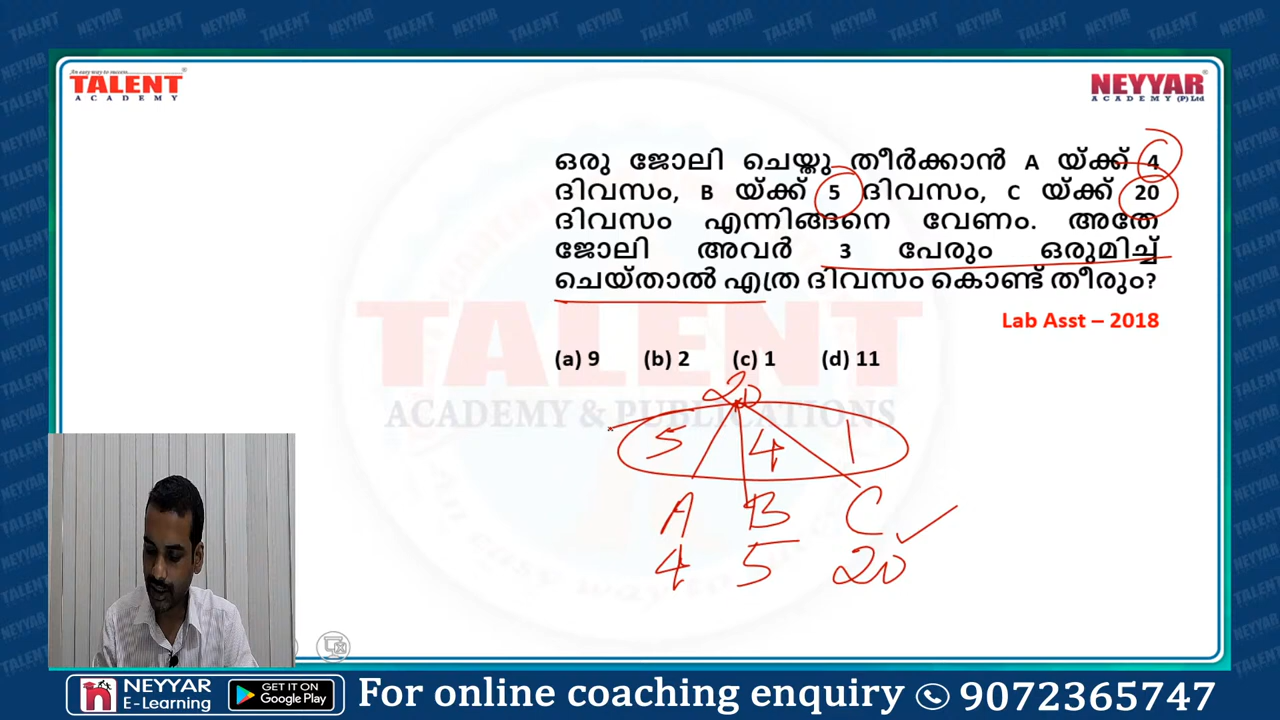 An easy way to success...
TALENT
ACADEMY
NEYYAR
ACADEMY (P) Ltd
ഒരു ജോലി ചെയ്തു തീർക്കാൻ A യ്ക്ക് 4
ദിവസം, B യ്ക്ക് 5 ദിവസം, C യ്ക്ക് 20
ദിവസം എന്നിങ്ങനെ വേണം. അതേ
ജോലി അവർ 3 പേരും ഒരുമിച്ച്
ചെയ്താൽ എത്ര ദിവസം കൊണ്ട് തീരും?
Lab Asst – 2018
(a) 9 (b) 2 (c) 1 (d) 11
20
TALENT
ACADEMY & PUBLICATIONS
5 4 1
A B C
4 5 20
NEYYAR
E-Learning
GET IT ON
Google Play
For online coaching enquiry 9072365747